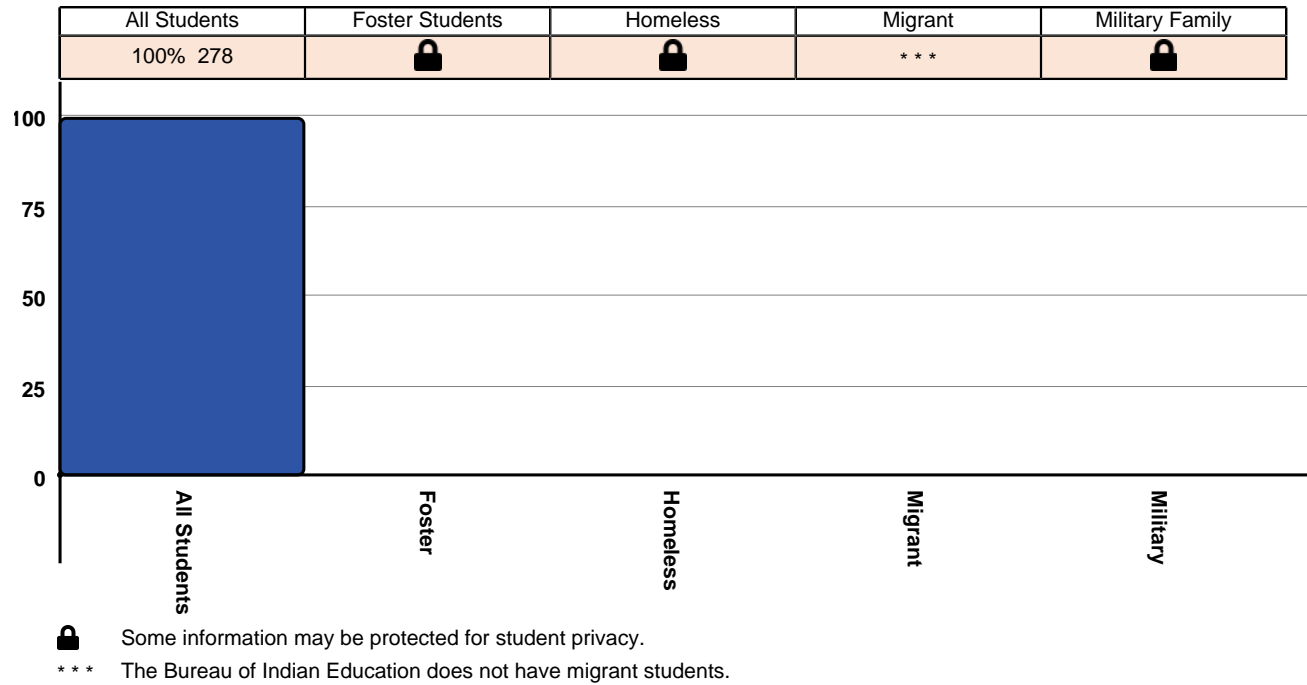 All Students Foster Students Homeless Migrant Military Family
100% 278 * * *
100
75
50
25
0
All Students Foster Homeless Migrant Military
Some information may be protected for student privacy.
* * * The Bureau of Indian Education does not have migrant students.